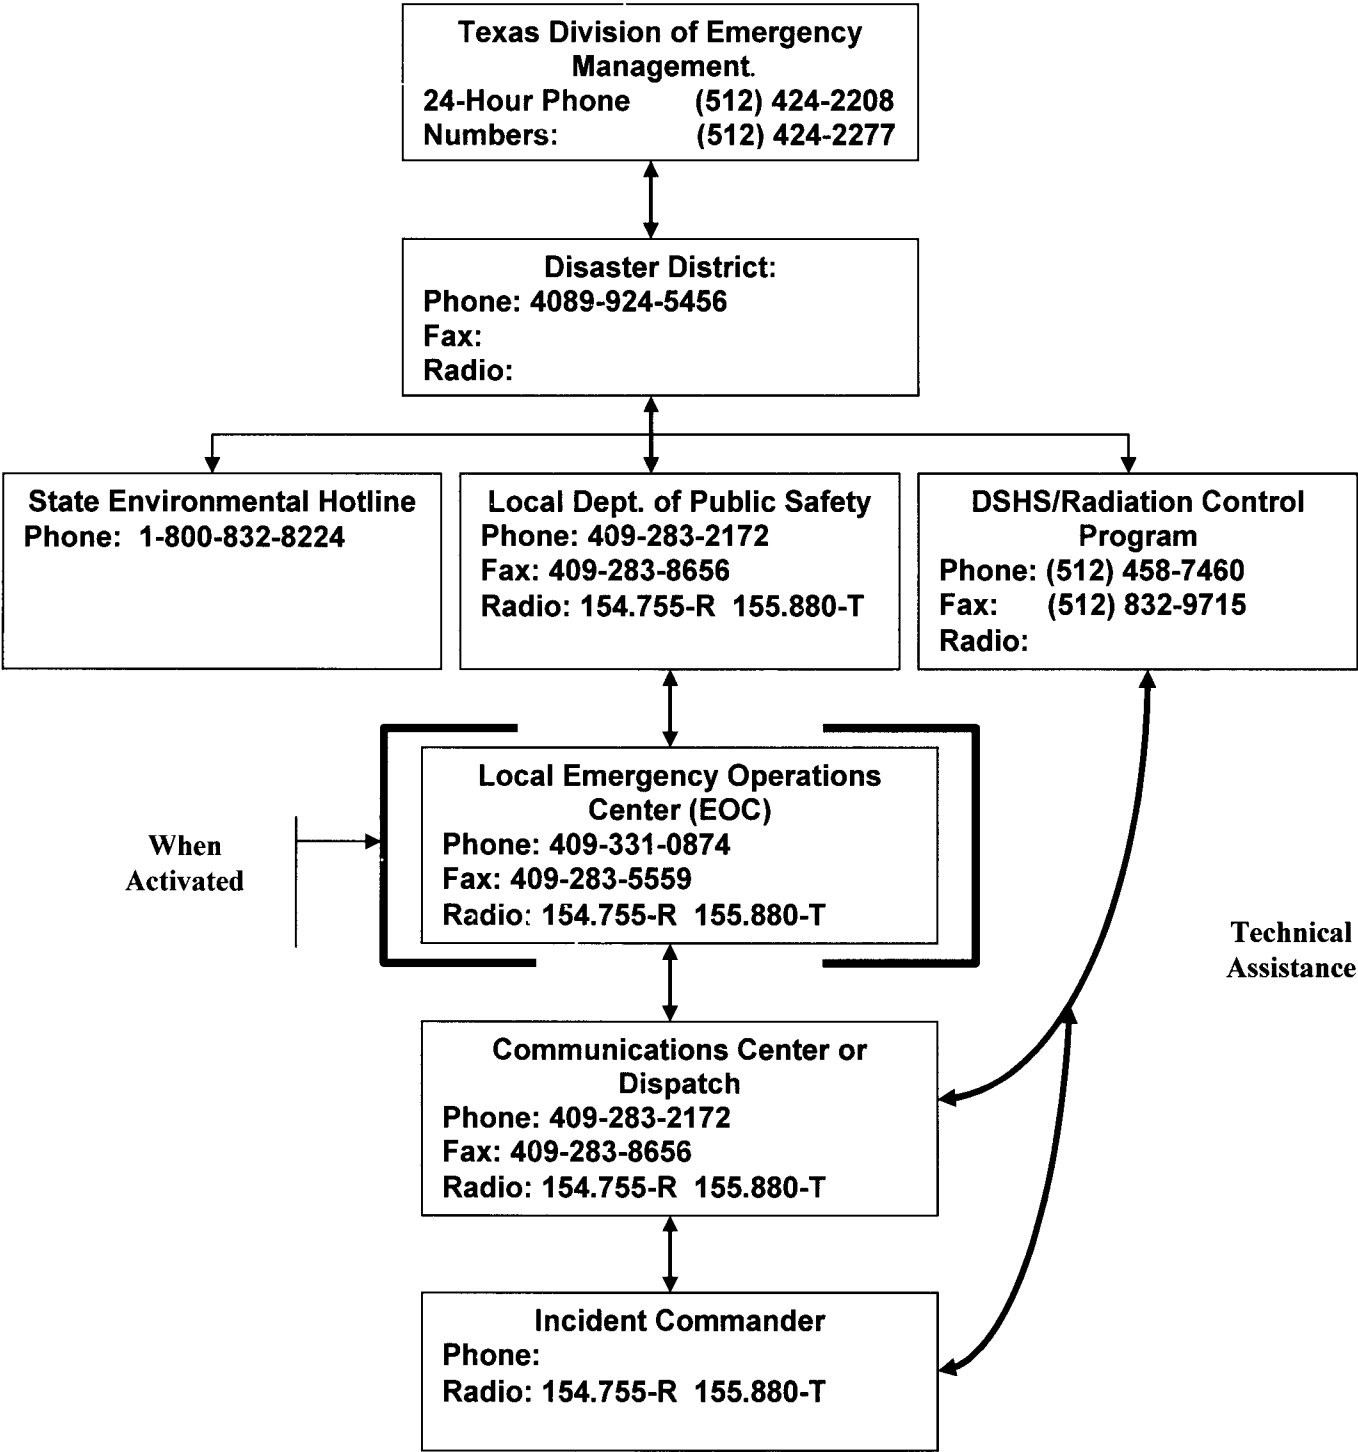 Texas Division of Emergency
Management.
24-Hour Phone (512) 424-2208
Numbers: (512) 424-2277
Disaster District:
Phone: 4089-924-5456
Fax:
Radio:
State Environmental Hotline
Phone: 1-800-832-8224
Local Dept. of Public Safety
Phone: 409-283-2172
Fax: 409-283-8656
Radio: 154.755-R 155.880-T
DSHS/Radiation Control
Program
Phone: (512) 458-7460
Fax: (512) 832-9715
Radio:
When
Activated
Local Emergency Operations
Center (EOC)
Phone: 409-331-0874
Fax: 409-283-5559
Radio: 154.755-R 155.880-T
Technical
Assistance
Communications Center or
Dispatch
Phone: 409-283-2172
Fax: 409-283-8656
Radio: 154.755-R 155.880-T
Incident Commander
Phone:
Radio: 154.755-R 155.880-T